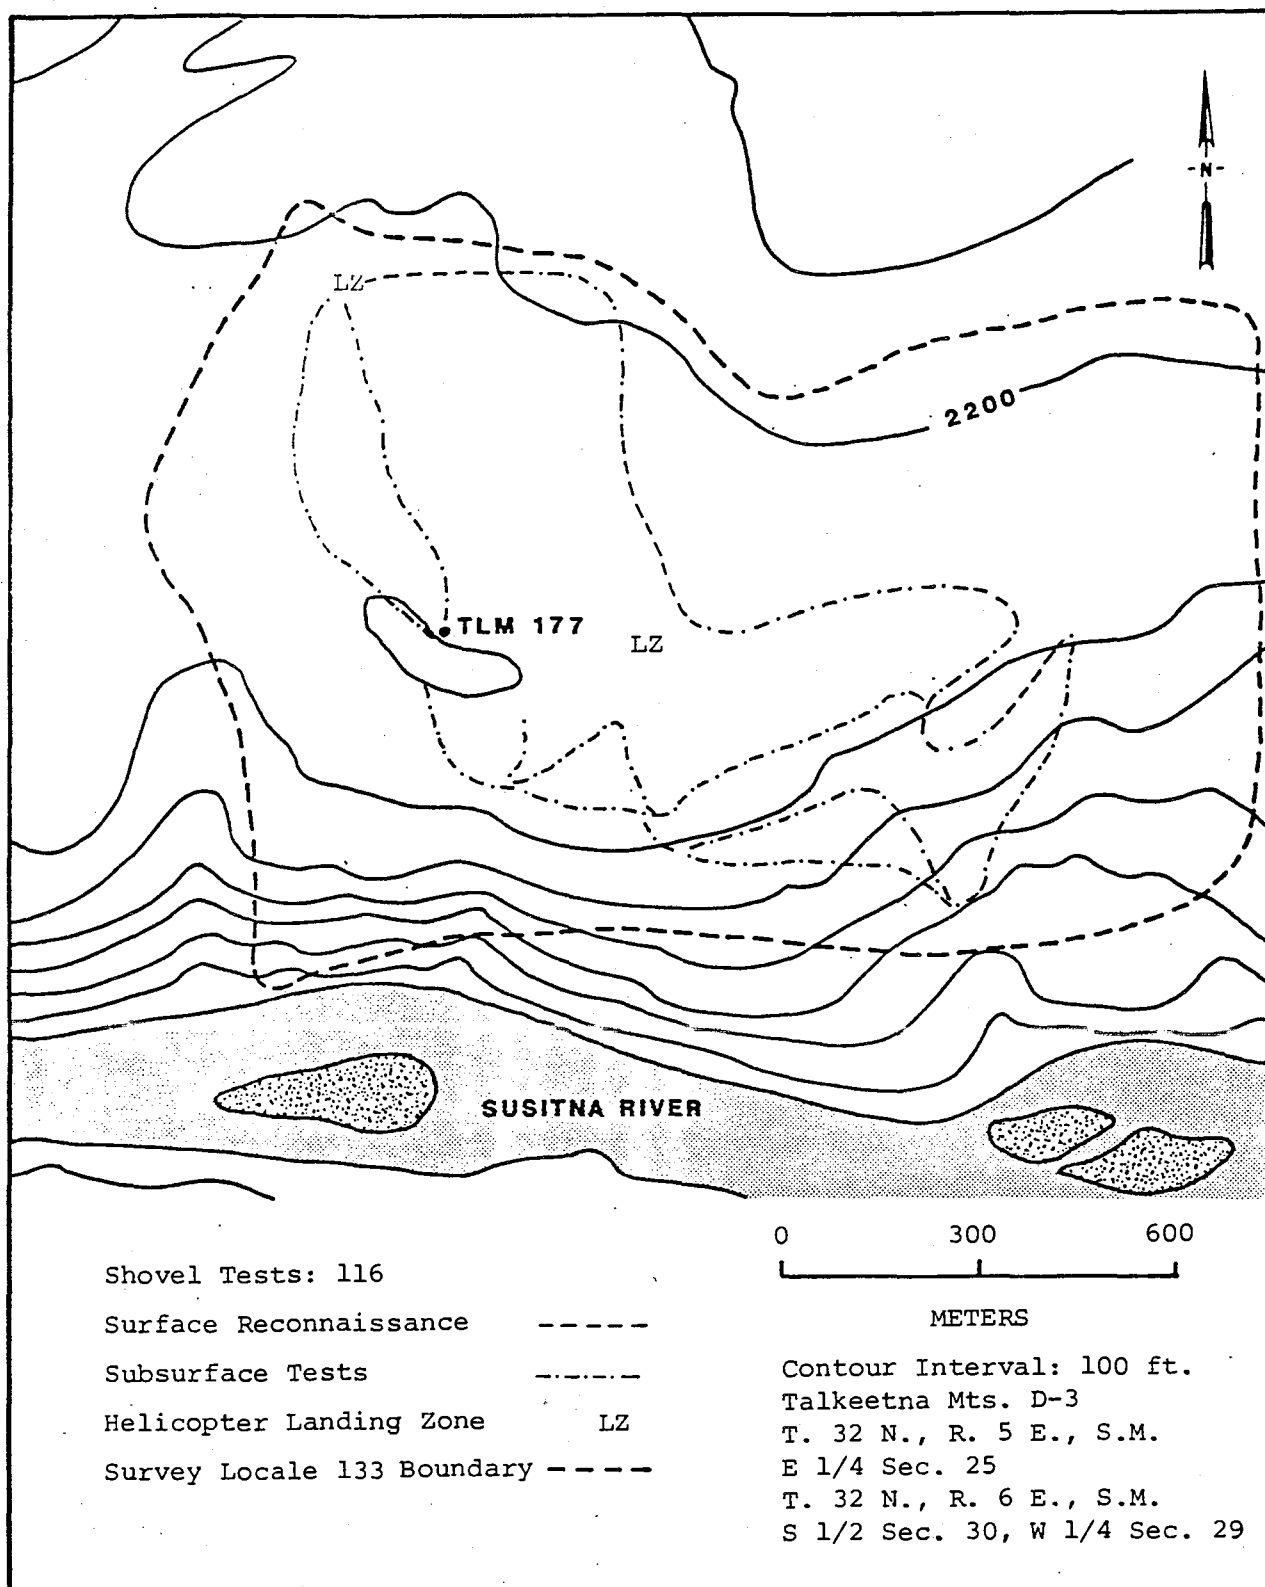 -N-
LZ
2200
TLM 177
LZ
SUSITNA RIVER
0 300 600
METERS
Shovel Tests: 116
Surface Reconnaissance
Subsurface Tests
Helicopter Landing Zone LZ
Survey Locale 133 Boundary
Contour Interval: 100 ft.
Talkeetna Mts. D-3
T. 32 N., R. 5 E., S.M.
E 1/4 Sec. 25
T. 32 N., R. 6 E., S.M.
S 1/2 Sec. 30, W 1/4 Sec. 29